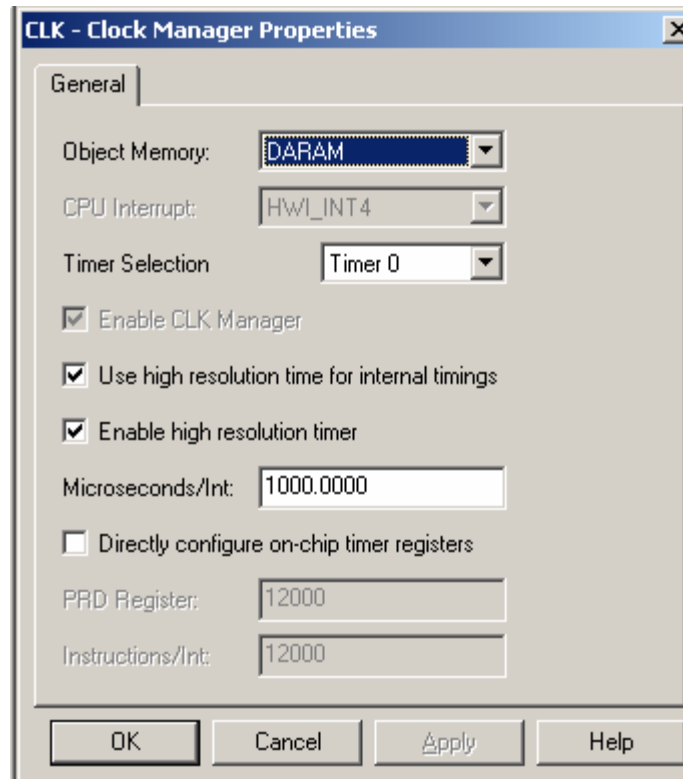 CLK - Clock Manager Properties
General
Object Memory: DARAM
CPU Interrupt: HWI_INT4
Timer Selection Timer 0
Enable CLK Manager
Use high resolution time for internal timings
Enable high resolution timer
Microseconds/Int: 1000.0000
Directly configure on-chip timer registers
PRD Register: 12000
Instructions/Int: 12000
OK Cancel Apply Help